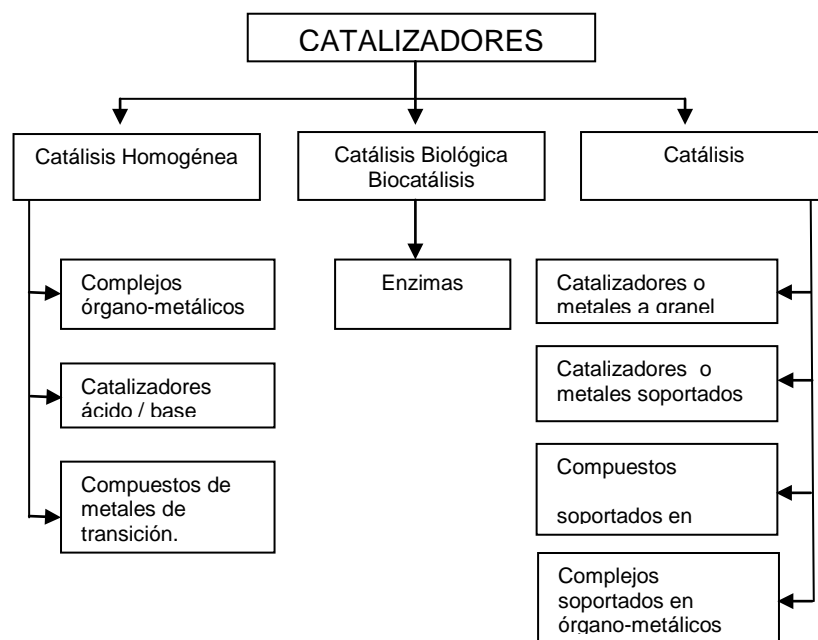 CATALIZADORES
Catálisis Homogénea
Catálisis Biológica
Biocatálisis
Catálisis
Complejos
órgano-metálicos
Enzimas
Catalizadores o
metales a granel
Catalizadores
ácido / base
Catalizadores o
metales soportados
Compuestos de
metales de
transición.
Compuestos
soportados en
Complejos
soportados en
órgano-metálicos